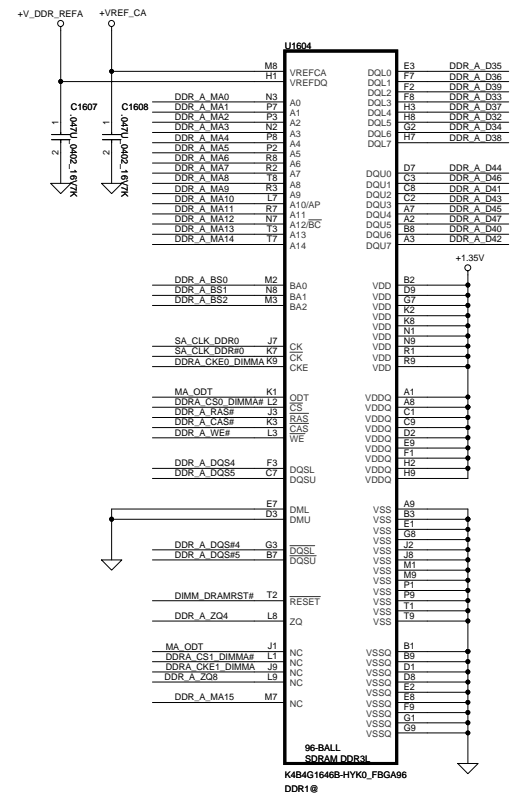 +V_DDR_REFA +VREF_CA
U1604
M8 VREFCA
H1 VREFDQ
C1607
.047U_0402_16V7K
1
2
C1608
.047U_0402_16V7K
1
2
DDR_A_MA0 N3 A0
DDR_A_MA1 P7 A1
DDR_A_MA2 P3 A2
DDR_A_MA3 N2 A3
DDR_A_MA4 P8 A4
DDR_A_MA5 P2 A5
DDR_A_MA6 R8 A6
DDR_A_MA7 R2 A7
DDR_A_MA8 T8 A8
DDR_A_MA9 R3 A9
DDR_A_MA10 L7 A10/AP
DDR_A_MA11 R7 A11
DDR_A_MA12 N7 A12/BC
DDR_A_MA13 T3 A13
DDR_A_MA14 T7 A14
DDR_A_BS0 M2 BA0
DDR_A_BS1 N8 BA1
DDR_A_BS2 M3 BA2
SA_CLK_DDR0 J7 CK
SA_CLK_DDR#0 K7 CK
DDRA_CKE0_DIMMA K9 CKE
MA_ODT K1 ODT
DDRA_CS0_DIMMA# L2 CS
DDR_A_RAS# J3 RAS
DDR_A_CAS# K3 CAS
DDR_A_WE# L3 WE
DDR_A_DQS4 F3 DQSL
DDR_A_DQS5 C7 DQSU
E7 DML
D3 DMU
DDR_A_DQS#4 G3 DQSL
DDR_A_DQS#5 B7 DQSU
DIMM_DRAMRST# T2 RESET
DDR_A_ZQ4 L8 ZQ
MA_ODT J1 NC
DDRA_CS1_DIMMA# L1 NC
DDRA_CKE1_DIMMA J9 NC
DDR_A_ZQ8 L9 NC
DDR_A_MA15 M7 NC
DQL0 E3 DDR_A_D35
DQL1 F7 DDR_A_D36
DQL2 F2 DDR_A_D39
DQL3 F8 DDR_A_D33
DQL4 H3 DDR_A_D37
DQL5 H8 DDR_A_D32
DQL6 G2 DDR_A_D34
DQL7 H7 DDR_A_D38
DQU0 D7 DDR_A_D44
DQU1 C3 DDR_A_D46
DQU2 C8 DDR_A_D41
DQU3 C2 DDR_A_D43
DQU4 A7 DDR_A_D45
DQU5 A2 DDR_A_D47
DQU6 B8 DDR_A_D40
DQU7 A3 DDR_A_D42
+1.35V
VDD B2
VDD D9
VDD G7
VDD K2
VDD K8
VDD N1
VDD N9
VDD R1
VDD R9
VDDQ A1
VDDQ A8
VDDQ C1
VDDQ C9
VDDQ D2
VDDQ E9
VDDQ F1
VDDQ H2
VDDQ H9
VSS A9
VSS B3
VSS E1
VSS G8
VSS J2
VSS J8
VSS M1
VSS M9
VSS P1
VSS P9
VSS T1
VSS T9
VSSQ B1
VSSQ B9
VSSQ D1
VSSQ D8
VSSQ E2
VSSQ E8
VSSQ F9
VSSQ G1
VSSQ G9
96-BALL
SDRAM DDR3L
K4B4G1646B-HYK0_FBGA96
DDR1@